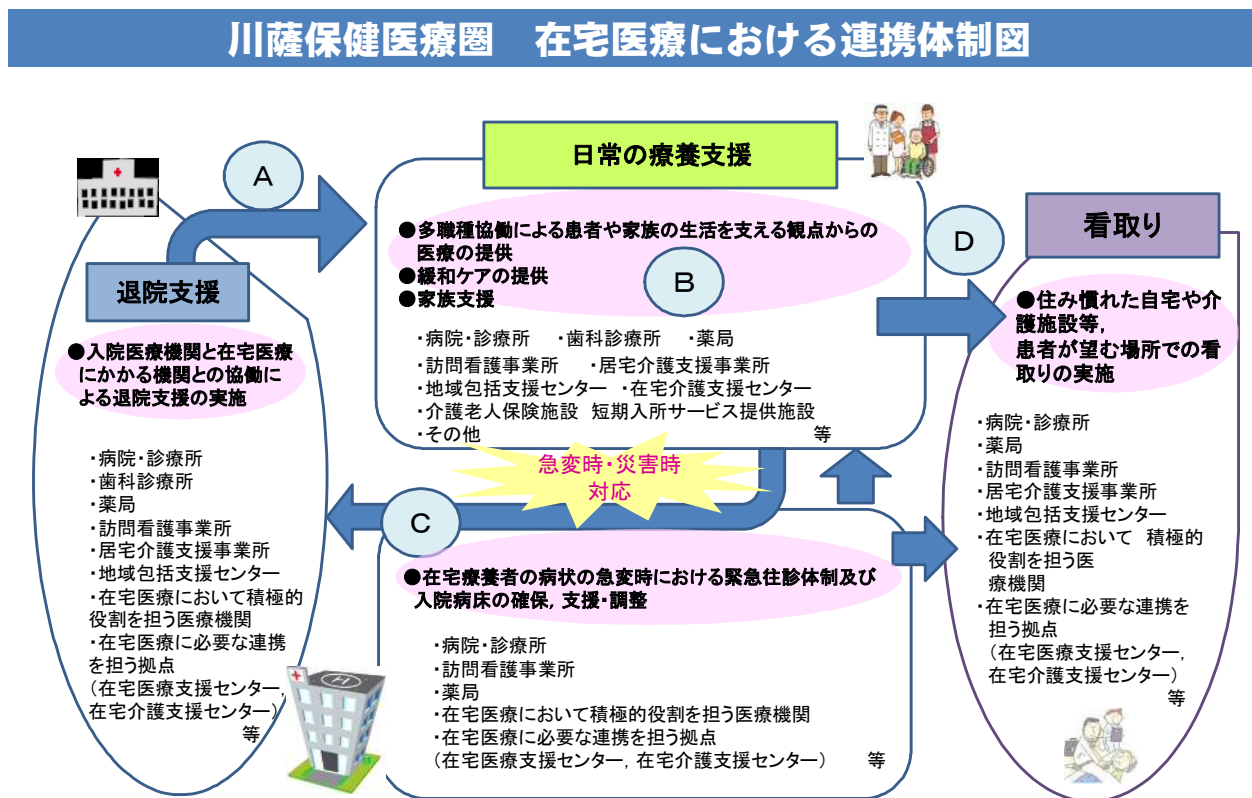 川薩保健医療圏　在宅医療における連携体制図
A
退院支援
●入院医療機関と在宅医療
にかかる機関との協働に
よる退院支援の実施
・病院・診療所
・歯科診療所
・薬局
・訪問看護事業所
・居宅介護支援事業所
・地域包括支援センター
・在宅医療において積極的
役割を担う医療機関
・在宅医療に必要な連携
を担う拠点
(在宅医療支援センター,
在宅介護支援センター)
等
日常の療養支援
●多職種協働による患者や家族の生活を支える観点からの
医療の提供
●緩和ケアの提供
●家族支援
B
・病院・診療所　・歯科診療所　・薬局
・訪問看護事業所　・居宅介護支援事業所
・地域包括支援センター ・在宅介護支援センター
・介護老人保険施設 短期入所サービス提供施設
・その他　等
急変時・災害時
対応
C
●在宅療養者の病状の急変時における緊急往診体制及び
入院病床の確保, 支援・調整
・病院・診療所
・訪問看護事業所
・薬局
・在宅医療において積極的役割を担う医療機関
・在宅医療に必要な連携を担う拠点
(在宅医療支援センター, 在宅介護支援センター)　等
H
D
看取り
●住み慣れた自宅や介
護施設等,
患者が望む場所での看
取りの実施
・病院・診療所
・薬局
・訪問看護事業所
・居宅介護支援事業所
・地域包括支援センター
・在宅医療において　積極的
役割を担う医
療機関
・在宅医療に必要な連携を
担う拠点
(在宅医療支援センター,
在宅介護支援センター)
等